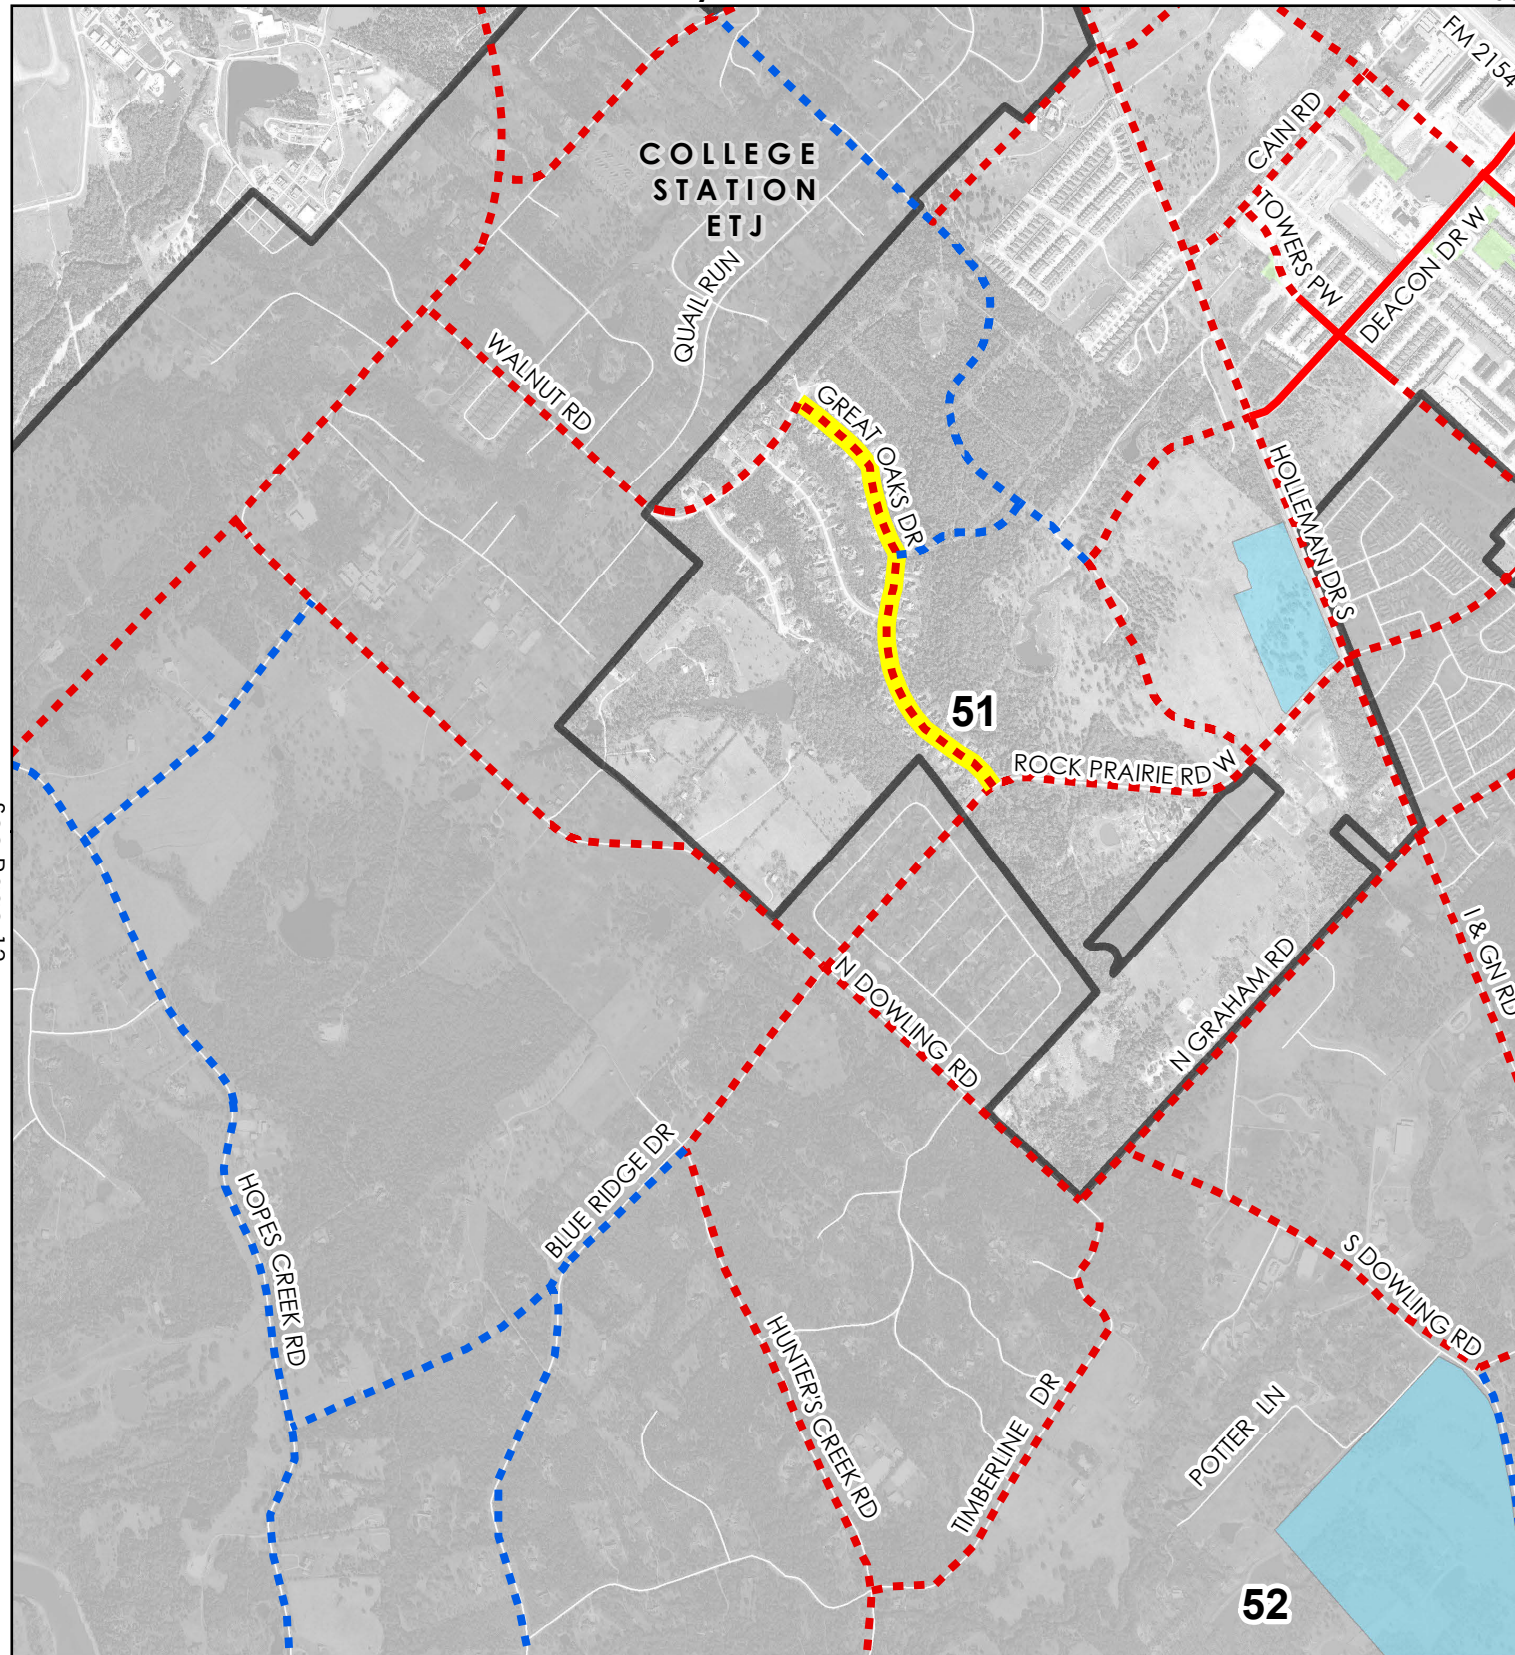 FM 2154
CAIN RD
COLLEGE
STATION
ETJ
TOWERS PW
DEACON DR W
QUAIL RUN
WALNUT RD
GREAT OAKS DR
HOLLEMAN DR S
51
ROCK PRAIRIE RD W
I & GN RD
N DOWLING RD
N GRAHAM RD
BLUE RIDGE DR
HOPES CREEK RD
S DOWLING RD
HUNTER'S CREEK RD
TIMBERLINE DR
POTTER LN
52